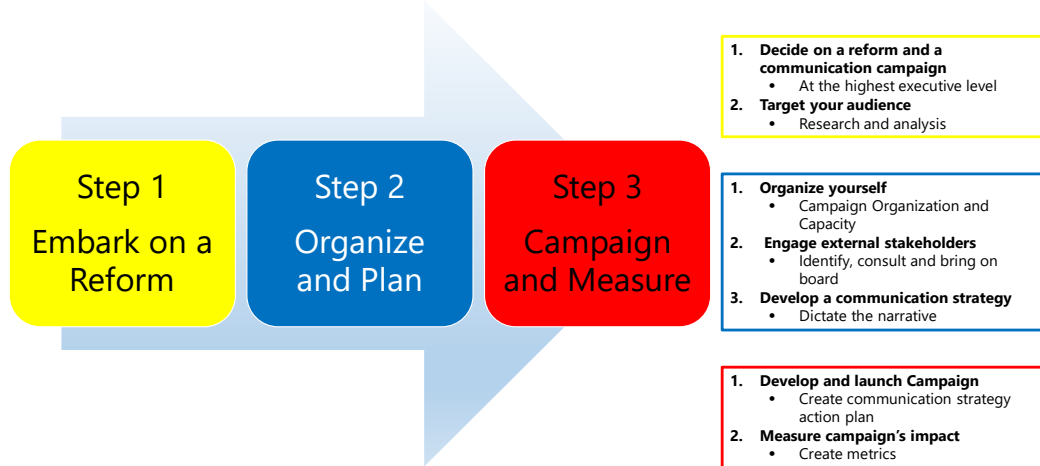 Step 1
Embark on a
Reform
Step 2
Organize
and Plan
Step 3
Campaign
and Measure
1. Decide on a reform and a
communication campaign
• At the highest executive level
2. Target your audience
• Research and analysis
1. Organize yourself
• Campaign Organization and
Capacity
2. Engage external stakeholders
• Identify, consult and bring on
board
3. Develop a communication strategy
• Dictate the narrative
1. Develop and launch Campaign
• Create communication strategy
action plan
2. Measure campaign's impact
• Create metrics